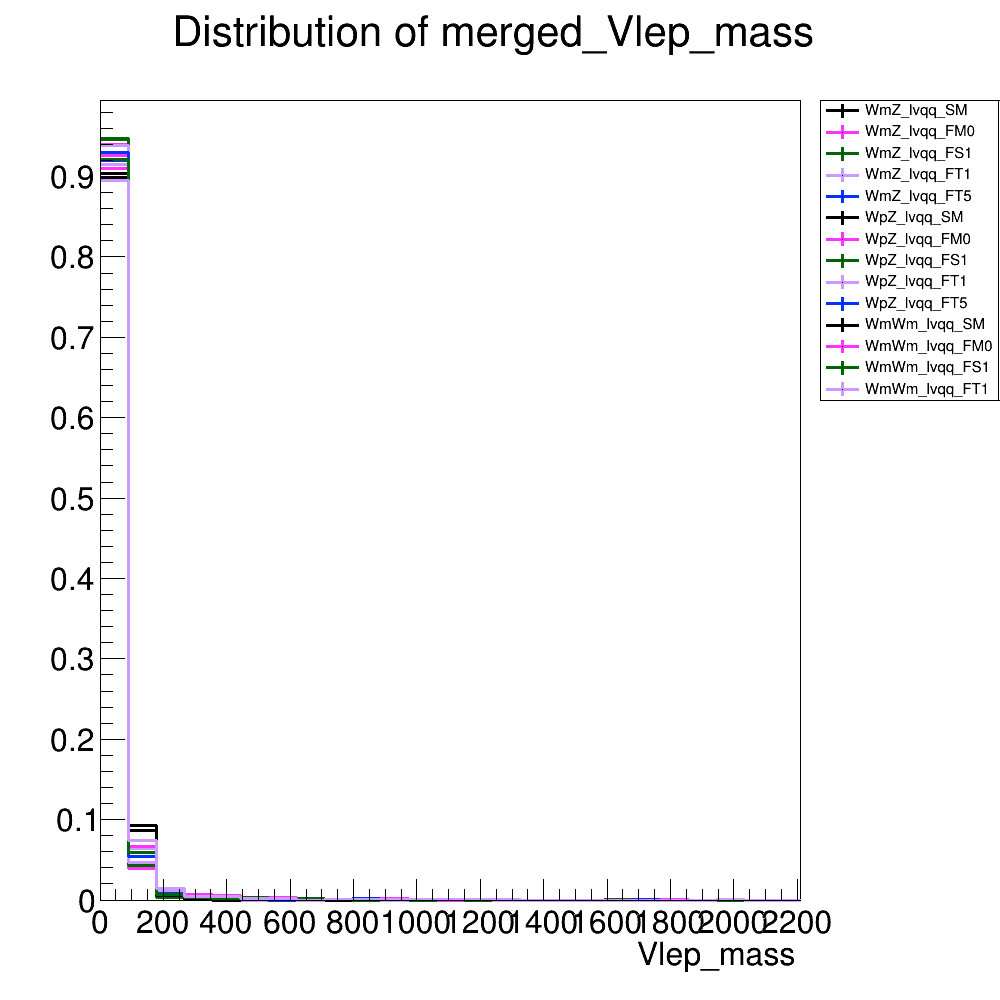 Distribution of merged_Vlep_mass
WmZ_lvqq_SM
WmZ_lvqq_FM0
WmZ_lvqq_FS1
WmZ_lvqq_FT1
WmZ_lvqq_FT5
WpZ_lvqq_SM
WpZ_lvqq_FM0
WpZ_lvqq_FS1
WpZ_lvqq_FT1
WpZ_lvqq_FT5
WmWm_lvqq_SM
WmWm_lvqq_FM0
WmWm_lvqq_FS1
WmWm_lvqq_FT1
0.9
0.8
0.7
0.6
0.5
0.4
0.3
0.2
0.1
0
0 200 400 600 800 1000 1200 1400 1600 1800 2000 2200
Vlep_mass